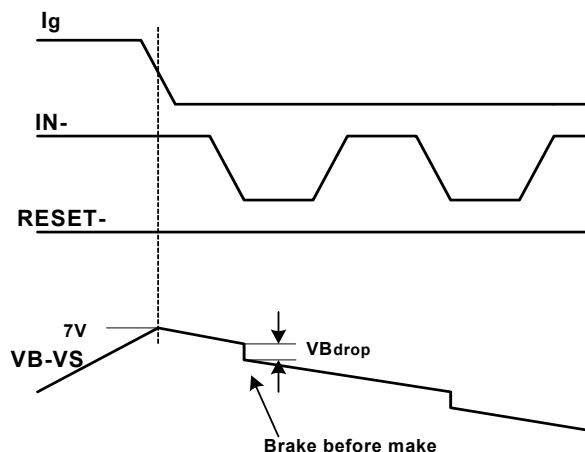 Ig
IN-
RESET-
7V
VB-VS
VBdrop
Brake before make